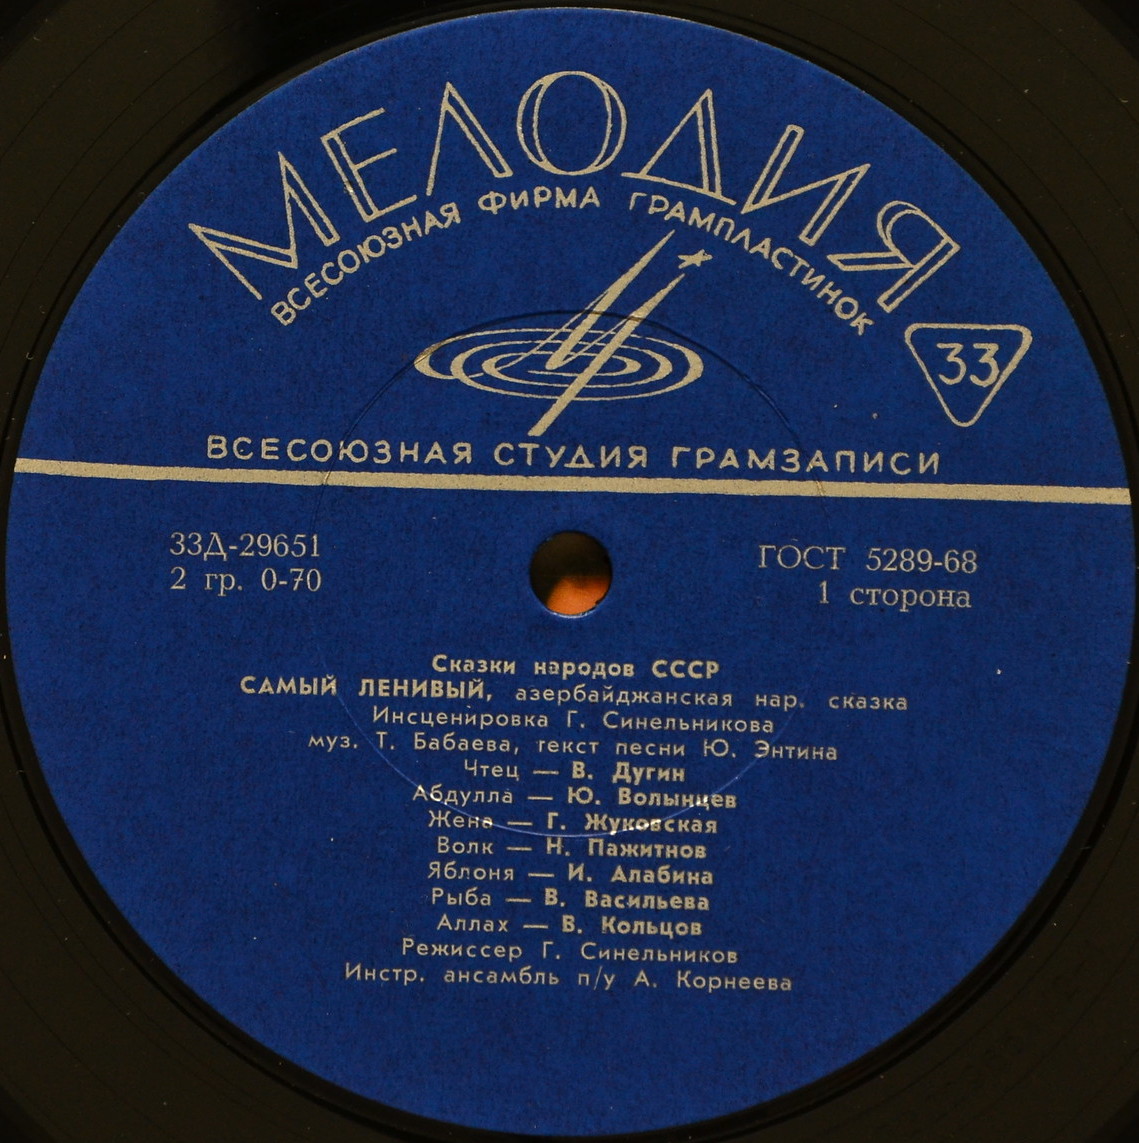 МЕЛОДИЯ
ВСЕСОЮЗНАЯ ФИРМА ГРАМПЛАСТИНОК
33
ВСЕСОЮЗНАЯ СТУДИЯ ГРАМЗАПИСИ
33Д-29651
2 гр. 0-70
ГОСТ 5289-68
1 сторона
Сказки народов СССР
САМЫЙ ЛЕНИВЫЙ, азербайджанская нар. сказка
Инсценировка Г. Синельникова
муз. Т. Бабаева, текст песни Ю. Энтина
Чтец — В. Дугин
Абдулла — Ю. Волынцев
Жена — Г. Жуковская
Волк — Н. Пажитнов
Яблоня — И. Алабина
Рыба — В. Васильева
Аллах — В. Кольцов
Режиссер Г. Синельников
Инстр. ансамбль п/у А. Корнеева